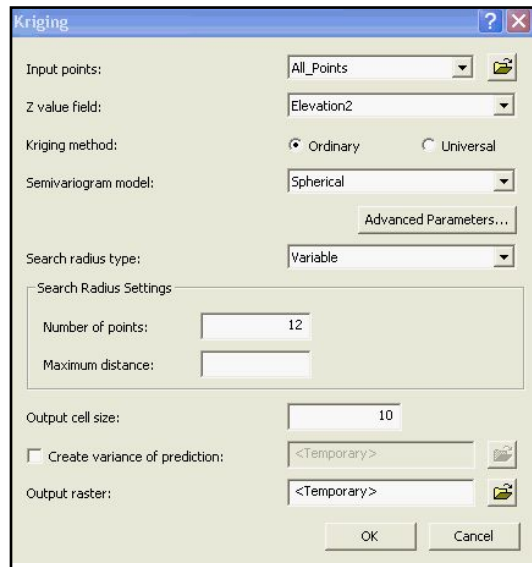 Kriging
Input points: All_Points
Z value field: Elevation2
Kriging method: Ordinary Universal
Semivariogram model: Spherical
Advanced Parameters...
Search radius type: Variable
Search Radius Settings
Number of points: 12
Maximum distance:
Output cell size: 10
Create variance of prediction: <Temporary>
Output raster: <Temporary>
OK Cancel